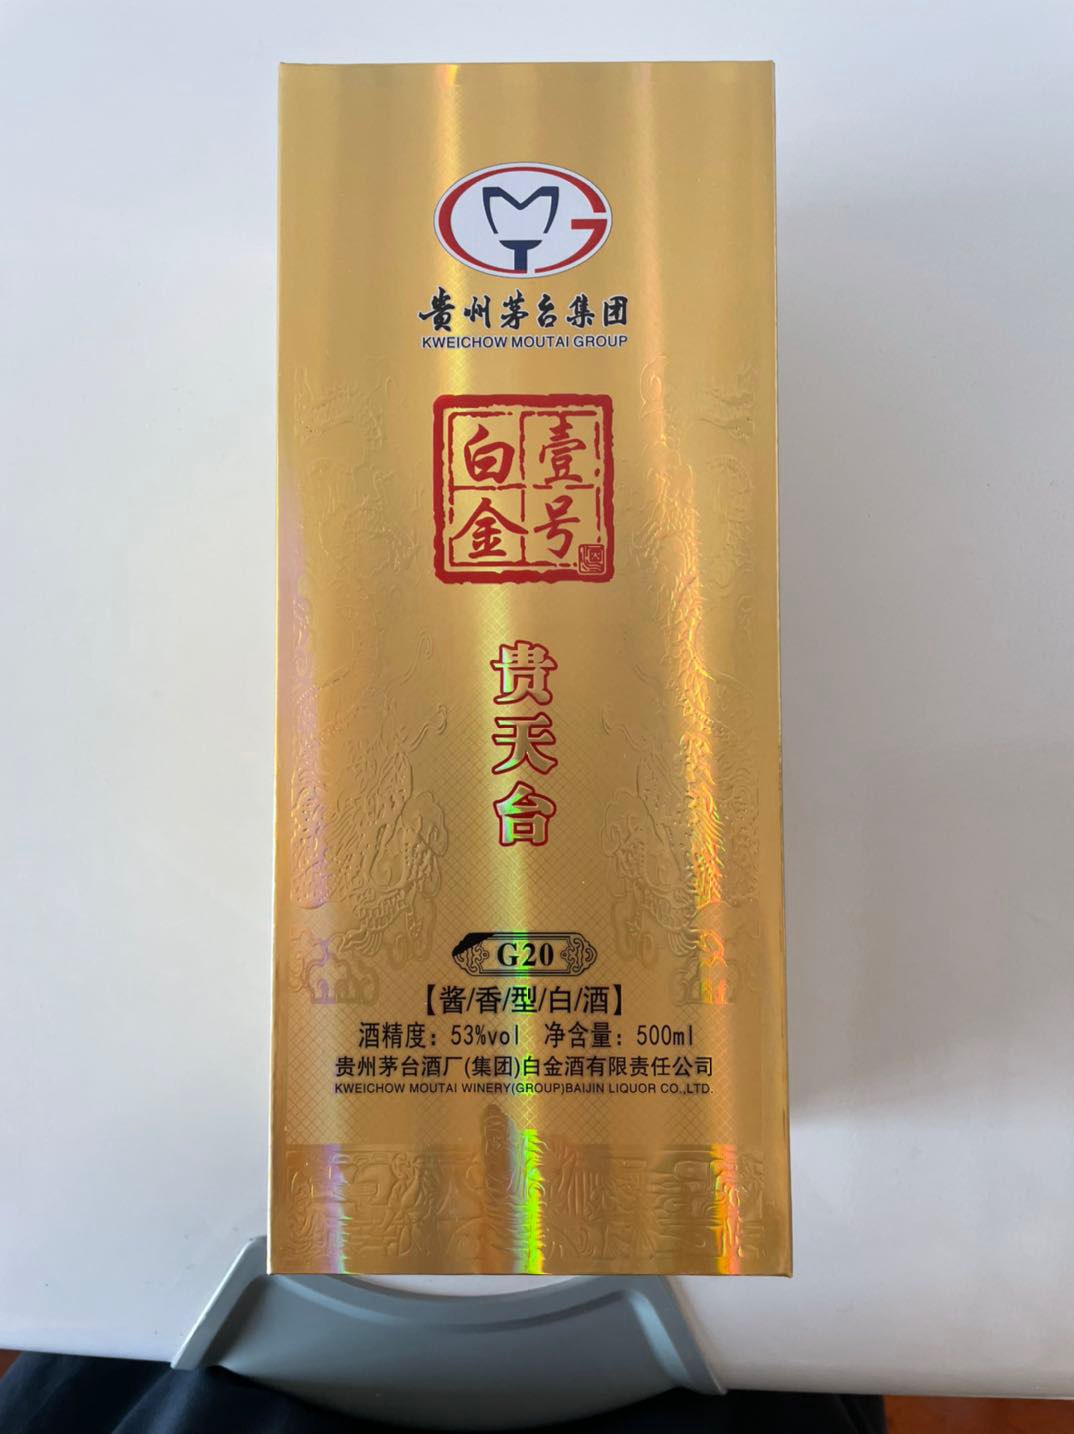 贵州茅台集团
KWEICHOW MOUTAI GROUP
白金
壹号
贵天台
G20
【酱/香/型/白/酒】
酒精度：53%vol 净含量：500ml
贵州茅台酒厂(集团)白金酒有限责任公司
KWEICHOW MOUTAI WINERY(GROUP)BAIJIN LIQUOR CO.,LTD.